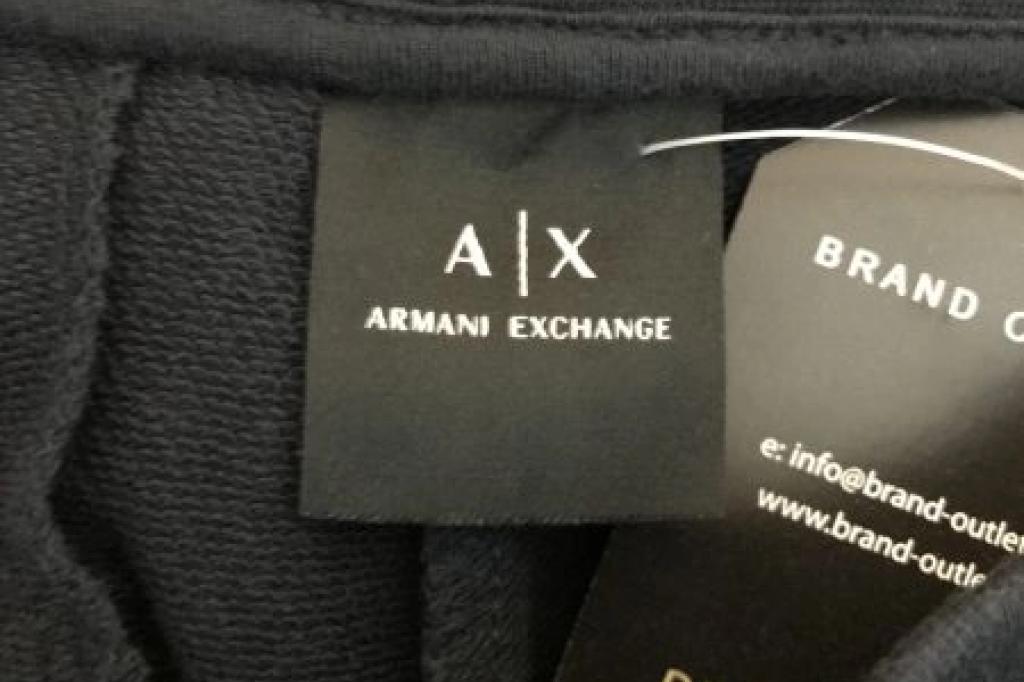 A|X
ARMANI EXCHANGE
BRAND
e: info@brand-outle
www.brand-outle